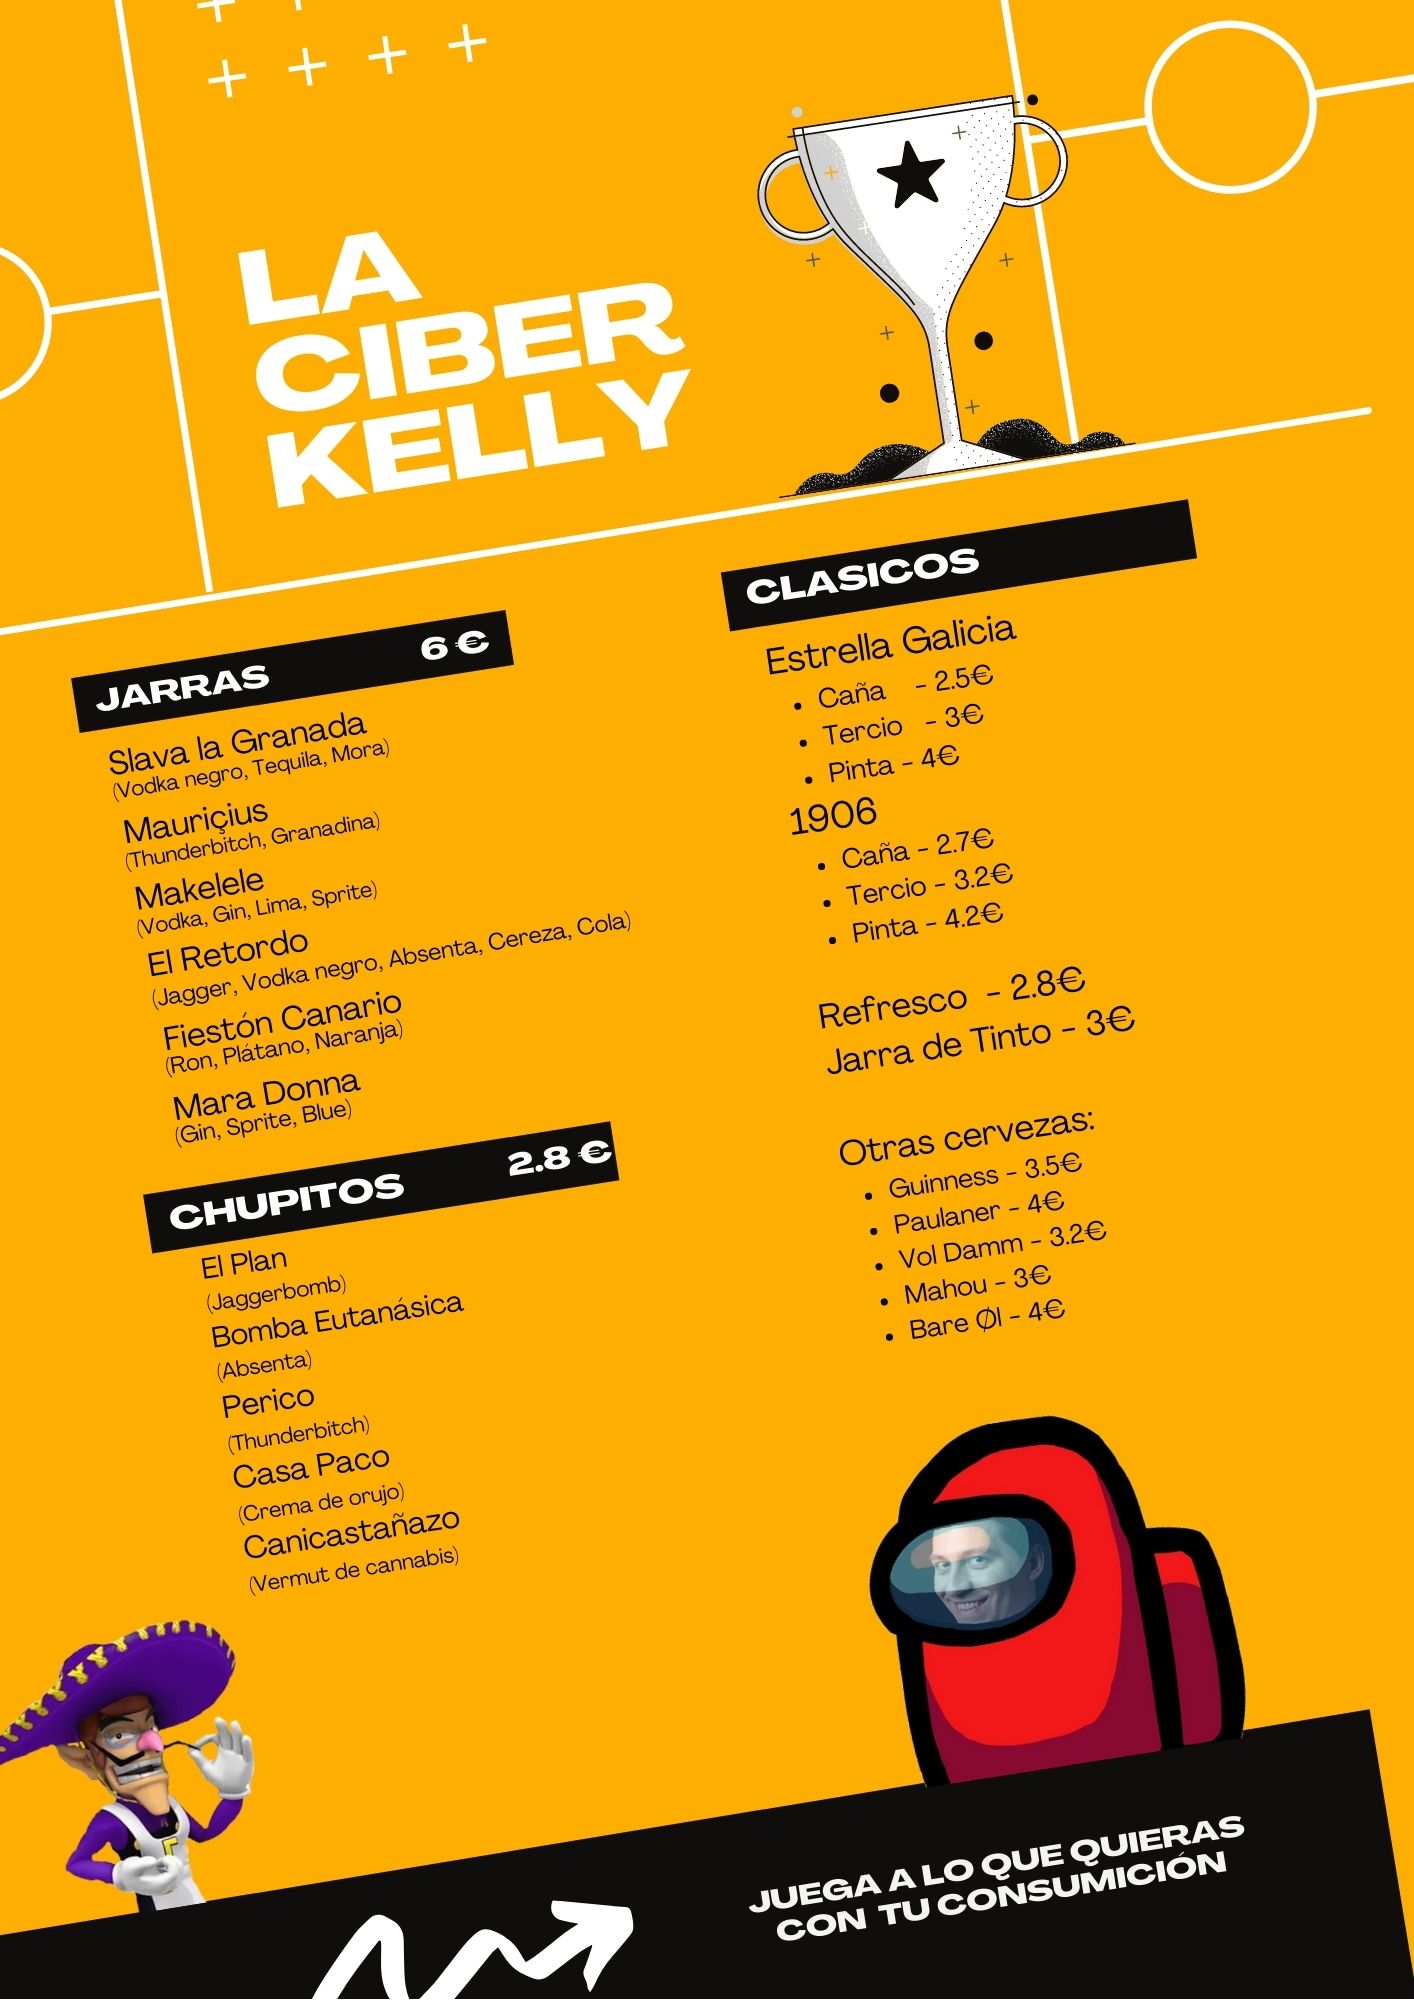 LA
CIBER
KELLY
JARRAS 6 €
Slava la Granada
(Vodka negro, Tequila, Mora)
Mauriçius
(Thunderbitch, Granadina)
Makelele
(Vodka, Gin, Lima, Sprite)
El Retordo
(Jagger, Vodka negro, Absenta, Cereza, Cola)
Fiestón Canario
(Ron, Plátano, Naranja)
Mara Donna
(Gin, Sprite, Blue)
CHUPITOS 2.8 €
El Plan
(Jaggerbomb)
Bomba Eutanásica
(Absenta)
Perico
(Thunderbitch)
Casa Paco
(Crema de orujo)
Canicastañazo
(Vermut de cannabis)
CLASICOS
Estrella Galicia
• Caña - 2.5€
• Tercio - 3€
• Pinta - 4€
1906
• Caña - 2.7€
• Tercio - 3.2€
• Pinta - 4.2€
Refresco - 2.8€
Jarra de Tinto - 3€
Otras cervezas:
• Guinness - 3.5€
• Paulaner - 4€
• Vol Damm - 3.2€
• Mahou - 3€
• Bare Øl - 4€
JUEGA A LO QUE QUIERAS
CON TU CONSUMICIÓN